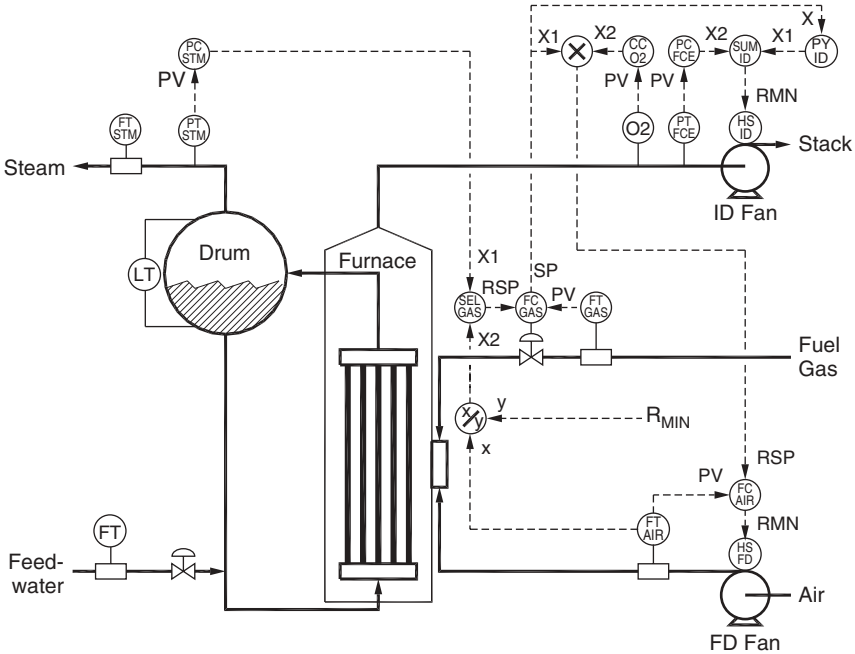 X
PC
STM
X1
X2
CC
O2
PC
FCE
X2
SUM
ID
X1
PY
ID
PV
PV
PV
RMN
FT
STM
PT
STM
O2
PT
FCE
HS
ID
Stack
Steam
ID Fan
Drum
Furnace
LT
X1
SP
RSP
PV
SEL
GAS
FC
GAS
FT
GAS
X2
Fuel
Gas
x/y
y
RMIN
x
RSP
PV
FC
AIR
FT
AIR
RMN
FT
HS
FD
Feed-
water
Air
FD Fan